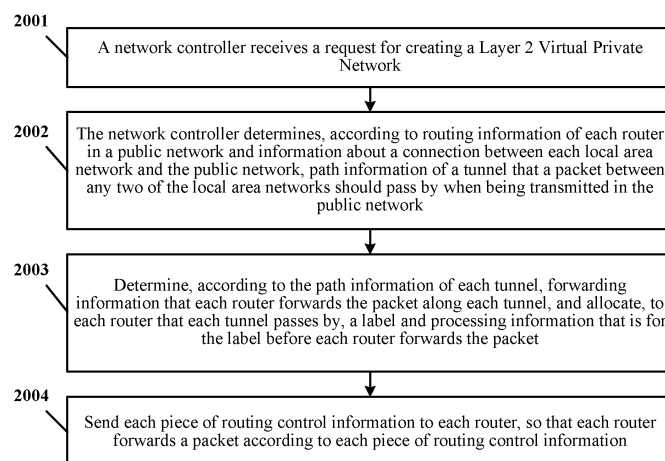 2001
A network controller receives a request for creating a Layer 2 Virtual Private
Network
2002
The network controller determines, according to routing information of each router
in a public network and information about a connection between each local area
network and the public network, path information of a tunnel that a packet between
any two of the local area networks should pass by when being transmitted in the
public network
2003
Determine, according to the path information of each tunnel, forwarding
information that each router forwards the packet along each tunnel, and allocate, to
each router that each tunnel passes by, a label and processing information that is for
the label before each router forwards the packet
2004
Send each piece of routing control information to each router, so that each router
forwards a packet according to each piece of routing control information